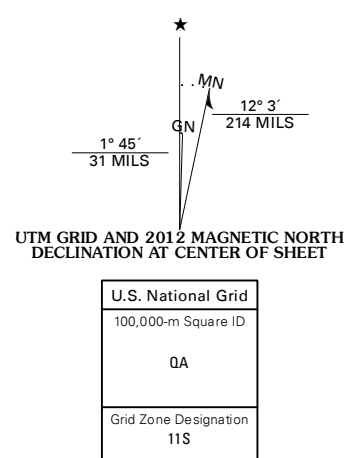 MN
GN
12° 3´
214 MILS
1° 45´
31 MILS
UTM GRID AND 2012 MAGNETIC NORTH
DECLINATION AT CENTER OF SHEET
U.S. National Grid
100,000-m Square ID
QA
Grid Zone Designation
11S